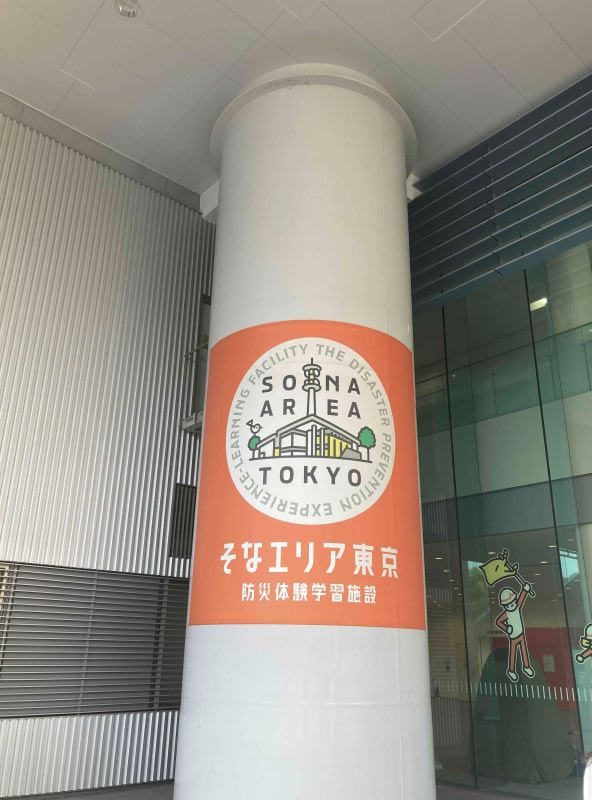 THE DISASTER PREVENTION EXPERIENCE-LEARNING FACILITY
SONA
AREA
TOKYO
そなエリア東京
防災体験学習施設